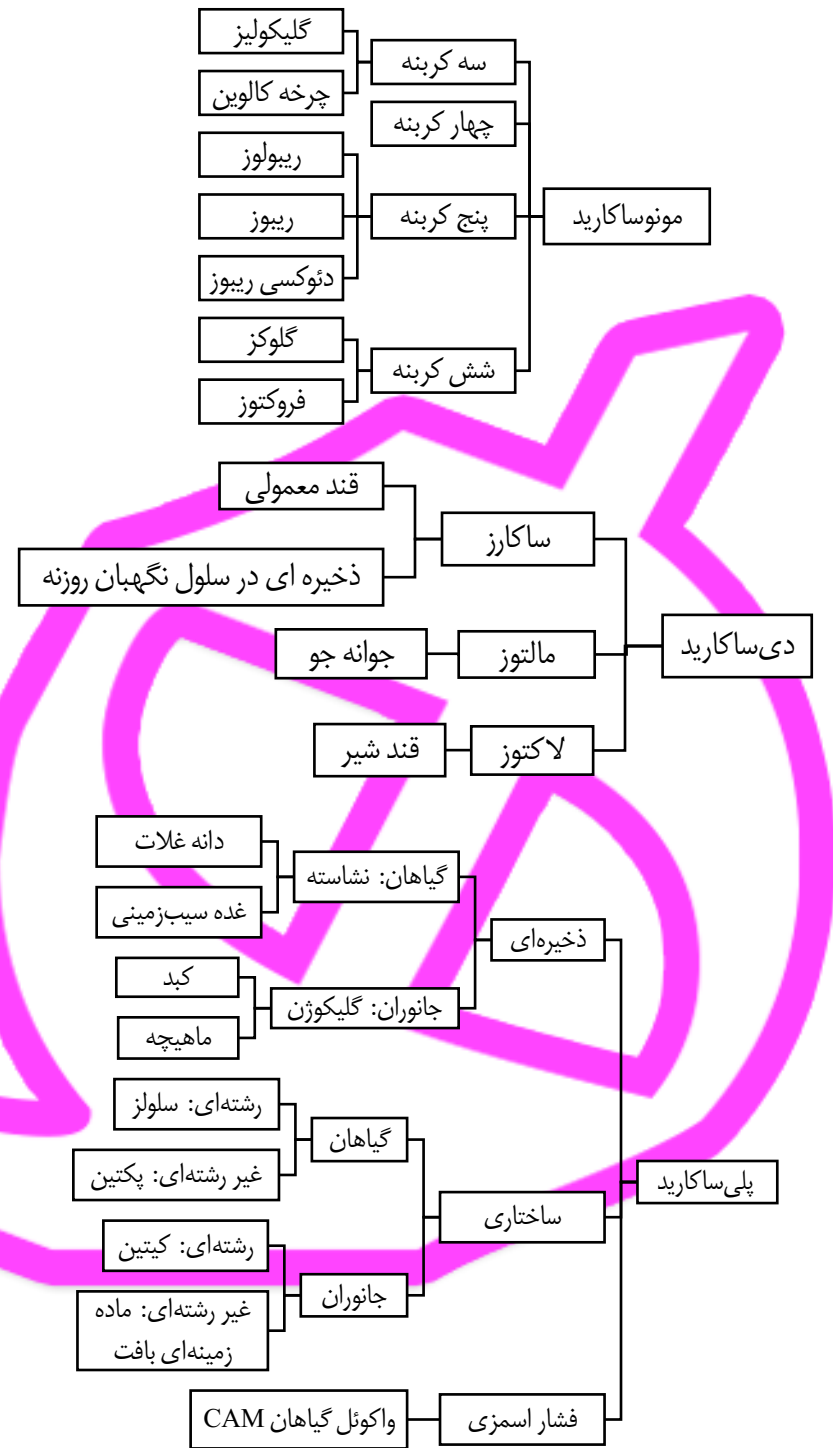 مونوساکارید
سه کربنه
گلیکولیز
چرخه کالوین
چهار کربنه
پنج کربنه
ریبولوز
ریبوز
دئوکسی ریبوز
شش کربنه
گلوکز
فروکتوز
دی‌ساکارید
ساکارز
قند معمولی
ذخیره ای در سلول نگهبان روزنه
مالتوز
جوانه جو
لاکتوز
قند شیر
پلی‌ساکارید
ذخیره‌ای
گیاهان: نشاسته
دانه غلات
غده سیب‌زمینی
جانوران: گلیکوژن
کبد
ماهیچه
ساختاری
گیاهان
رشته‌ای: سلولز
غیر رشته‌ای: پکتین
جانوران
رشته‌ای: کیتین
غیر رشته‌ای: ماده
زمینه‌ای بافت
فشار اسمزی
واکوئل گیاهان CAM